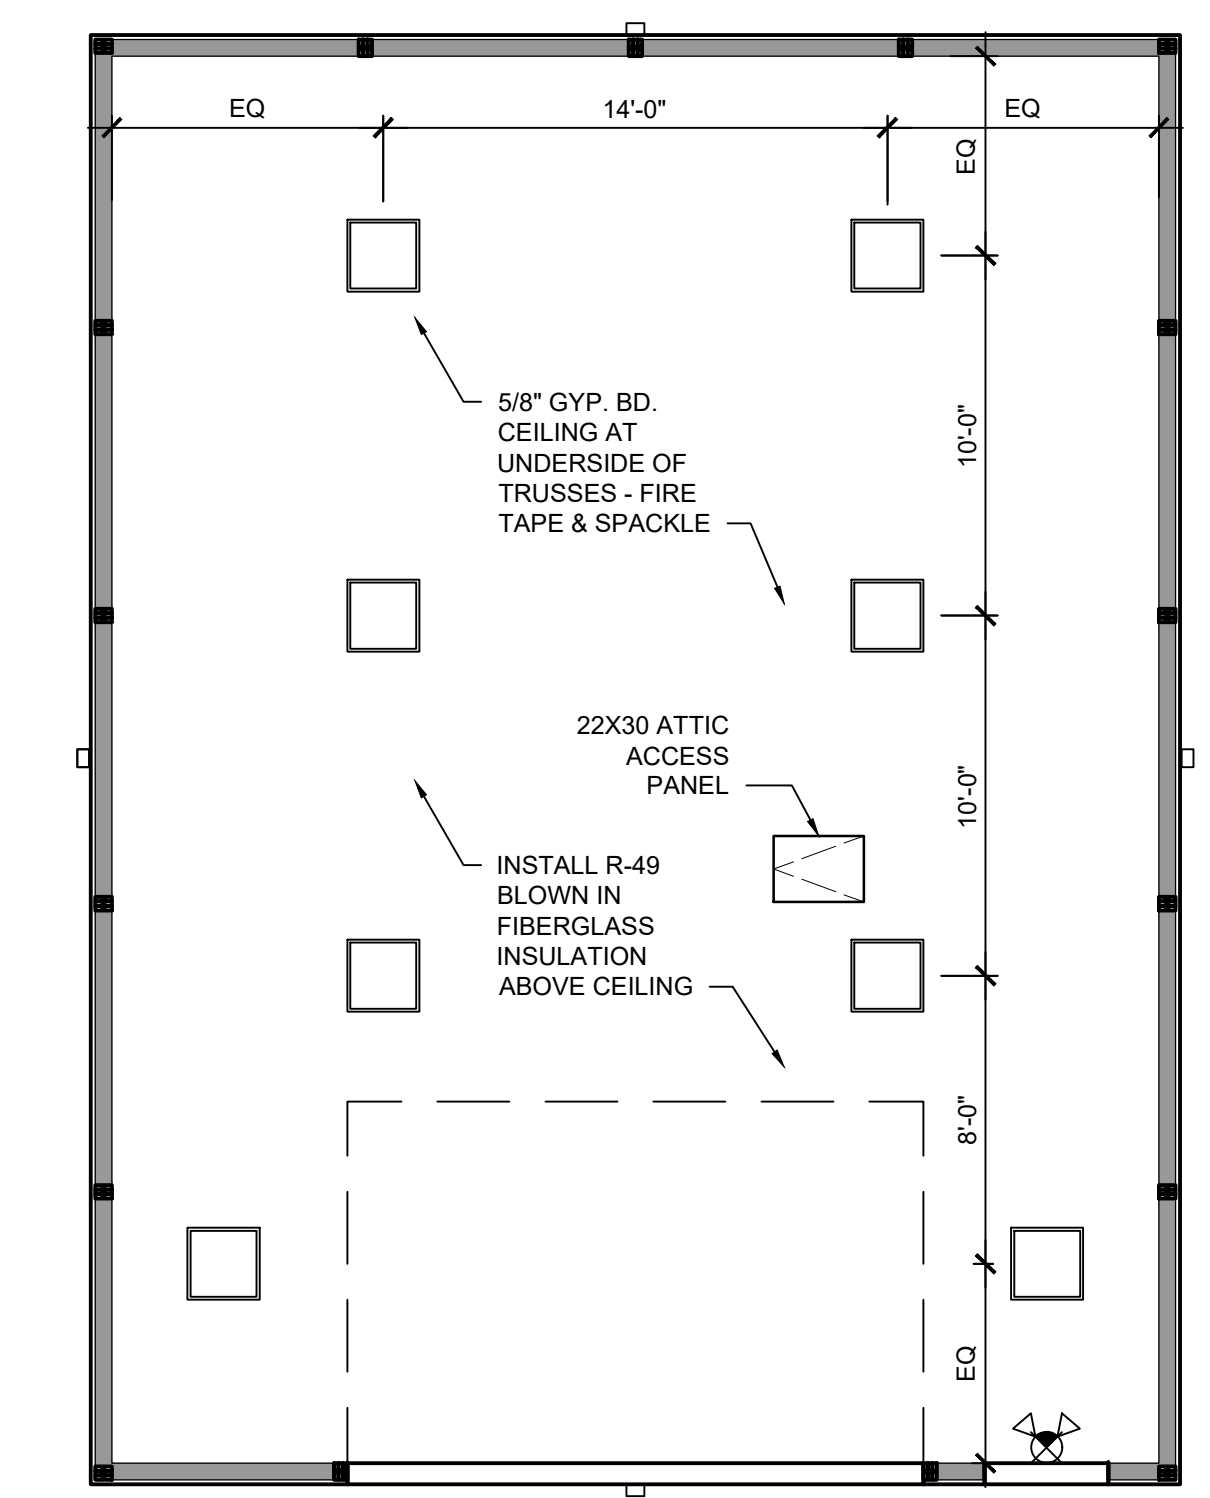 EQ
14'-0"
EQ
EQ
5/8" GYP. BD.
CEILING AT
UNDERSIDE OF
TRUSSES - FIRE
TAPE & SPACKLE
10'-0"
22X30 ATTIC
ACCESS
PANEL
10'-0"
INSTALL R-49
BLOWN IN
FIBERGLASS
INSULATION
ABOVE CEILING
8'-0"
EQ